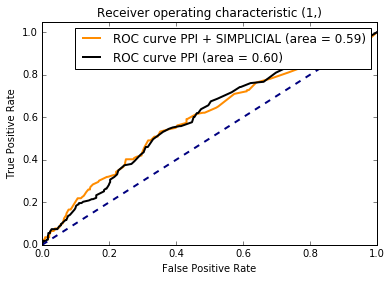 Receiver operating characteristic (1,)
ROC curve PPI + SIMPLICIAL (area = 0.59)
ROC curve PPI (area = 0.60)
True Positive Rate
1.0
0.8
0.6
0.4
0.2
0.0
0.0 0.2 0.4 0.6 0.8 1.0
False Positive Rate